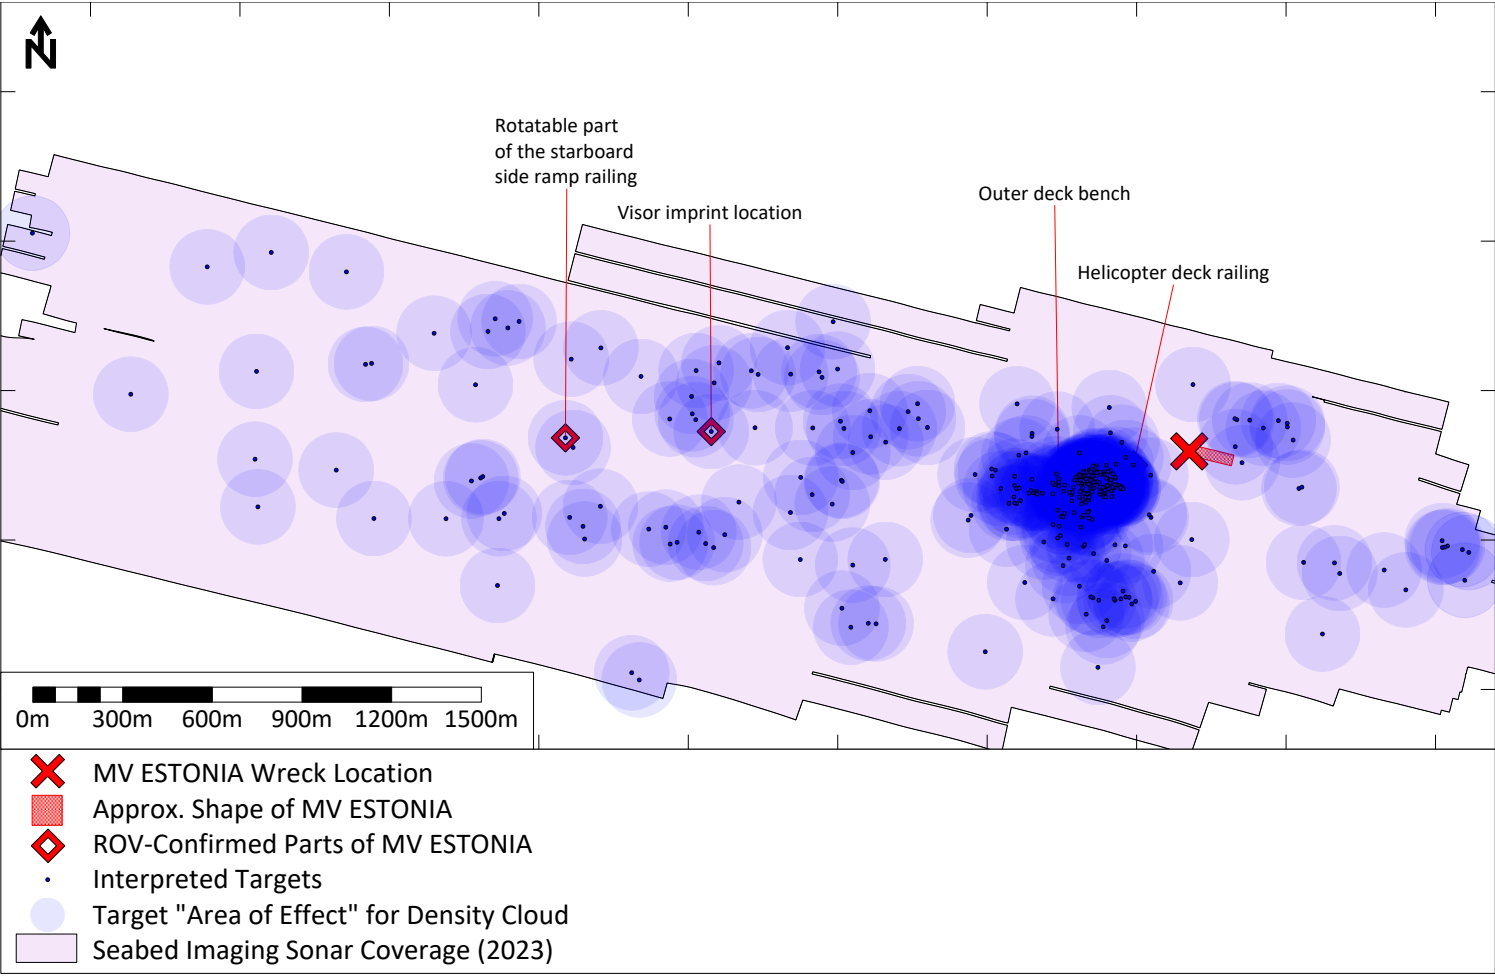 N
Rotatable part
of the starboard
side ramp railing
Visor imprint location
Outer deck bench
Helicopter deck railing
0m 300m 600m 900m 1200m 1500m
MV ESTONIA Wreck Location
Approx. Shape of MV ESTONIA
ROV-Confirmed Parts of MV ESTONIA
Interpreted Targets
Target "Area of Effect" for Density Cloud
Seabed Imaging Sonar Coverage (2023)